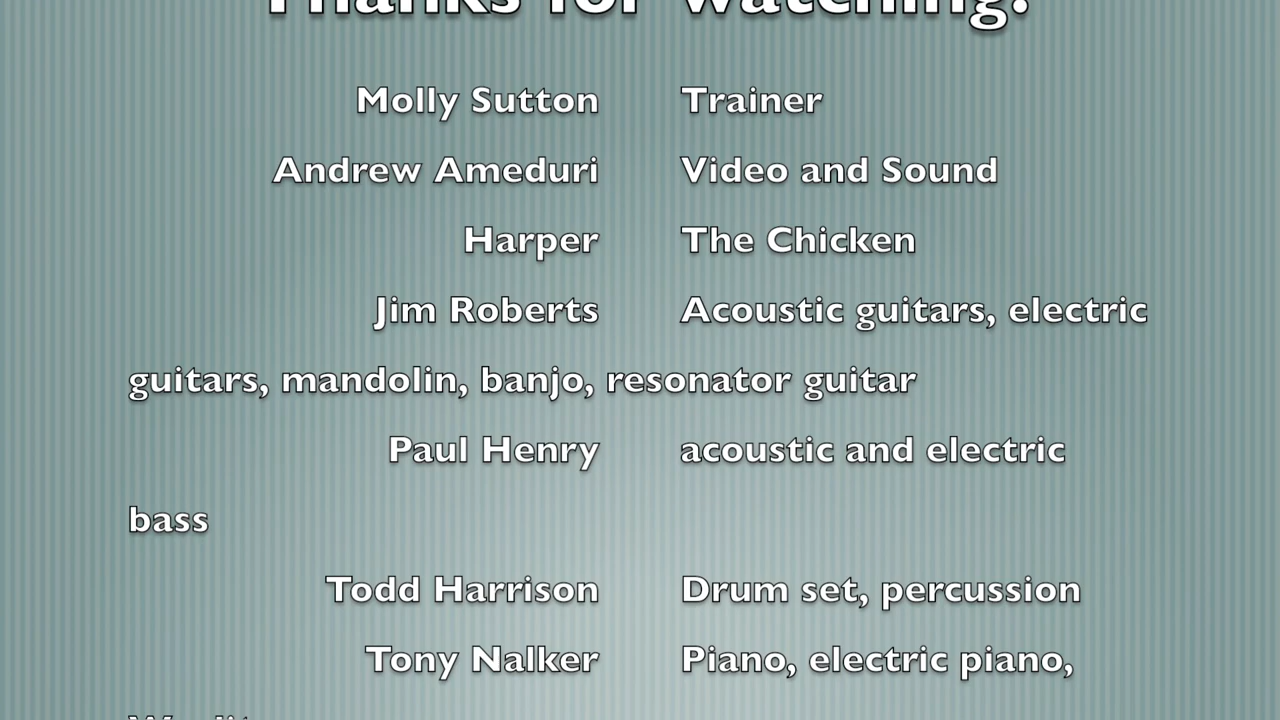 Thanks for watching!
Molly Sutton Trainer
Andrew Ameduri Video and Sound
Harper The Chicken
Jim Roberts Acoustic guitars, electric
guitars, mandolin, banjo, resonator guitar
Paul Henry acoustic and electric
bass
Todd Harrison Drum set, percussion
Tony Nalker Piano, electric piano,